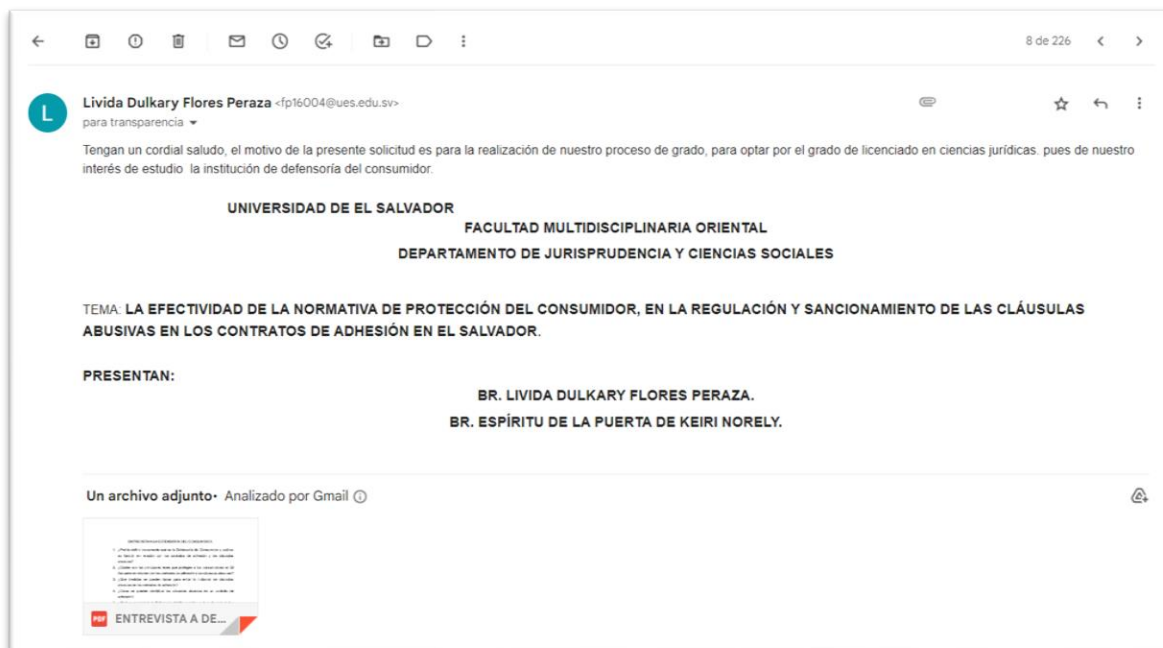 8 de 226
L
Livida Dulkary Flores Peraza <fp16004@ues.edu.sv>
para transparencia
Tengan un cordial saludo, el motivo de la presente solicitud es para la realización de nuestro proceso de grado, para optar por el grado de licenciado en ciencias jurídicas. pues de nuestro
interés de estudio la institución de defensoría del consumidor.
UNIVERSIDAD DE EL SALVADOR
FACULTAD MULTIDISCIPLINARIA ORIENTAL
DEPARTAMENTO DE JURISPRUDENCIA Y CIENCIAS SOCIALES
TEMA: LA EFECTIVIDAD DE LA NORMATIVA DE PROTECCIÓN DEL CONSUMIDOR, EN LA REGULACIÓN Y SANCIONAMIENTO DE LAS CLÁUSULAS
ABUSIVAS EN LOS CONTRATOS DE ADHESIÓN EN EL SALVADOR.
PRESENTAN:
BR. LIVIDA DULKARY FLORES PERAZA.
BR. ESPÍRITU DE LA PUERTA DE KEIRI NORELY.
Un archivo adjunto• Analizado por Gmail
PDF ENTREVISTA A DE...